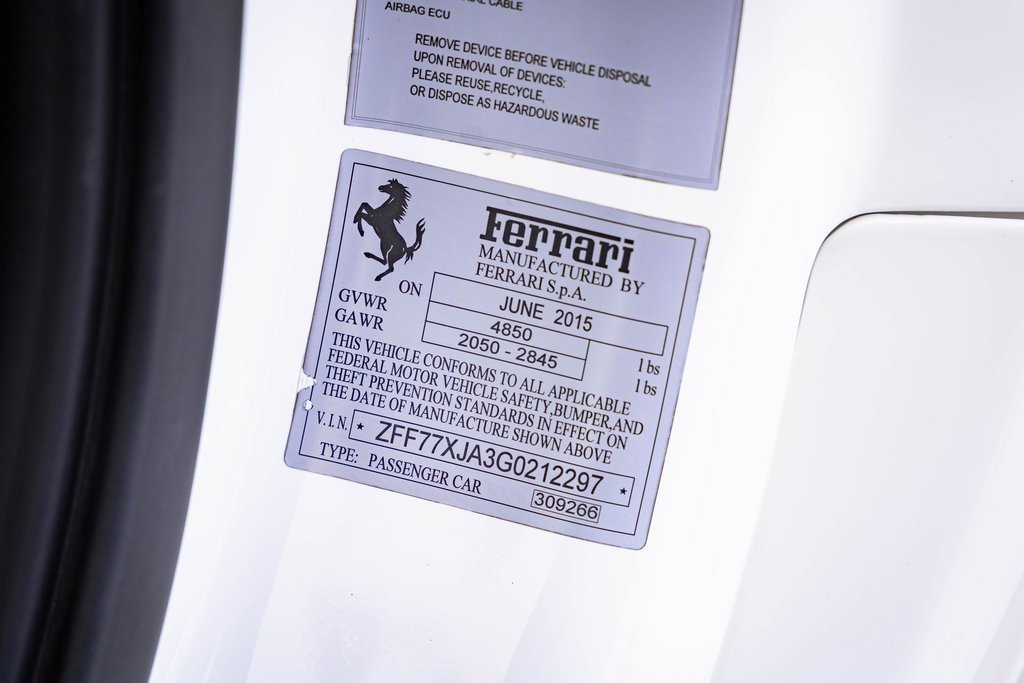 CABLE
AIRBAG ECU
REMOVE DEVICE BEFORE VEHICLE DISPOSAL
UPON REMOVAL OF DEVICES:
PLEASE REUSE,RECYCLE,
OR DISPOSE AS HAZARDOUS WASTE
Ferrari
MANUFACTURED BY
FERRARI S.p.A.
ON JUNE 2015
GVWR 4850 lbs
GAWR 2050 - 2845 lbs
THIS VEHICLE CONFORMS TO ALL APPLICABLE
FEDERAL MOTOR VEHICLE SAFETY,BUMPER,AND
THEFT PREVENTION STANDARDS IN EFFECT ON
THE DATE OF MANUFACTURE SHOWN ABOVE
V.I.N. ★ ZFF77XJA3G0212297 ★
TYPE: PASSENGER CAR 309266